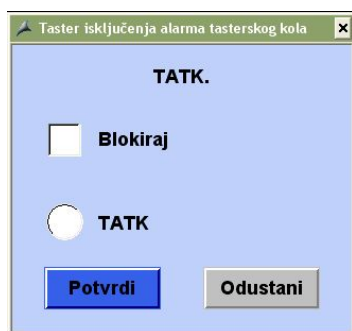 Taster isključenja alarma tasterskog kola
TATK.
Blokiraj
TATK
Potvrdi Odustani